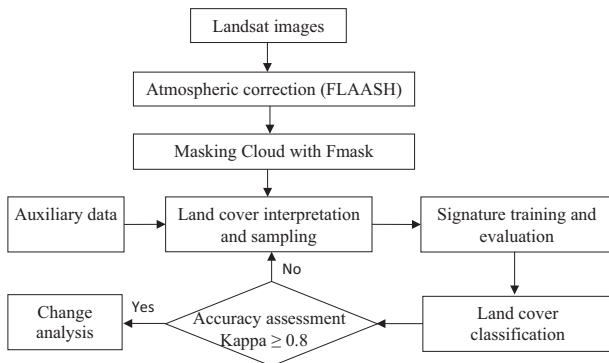 Landsat images
Atmospheric correction (FLAASH)
Masking Cloud with Fmask
Auxiliary data
Land cover interpretation
and sampling
Signature training and
evaluation
No
Yes
Change
analysis
Accuracy assessment
Kappa ≥ 0.8
Land cover
classification